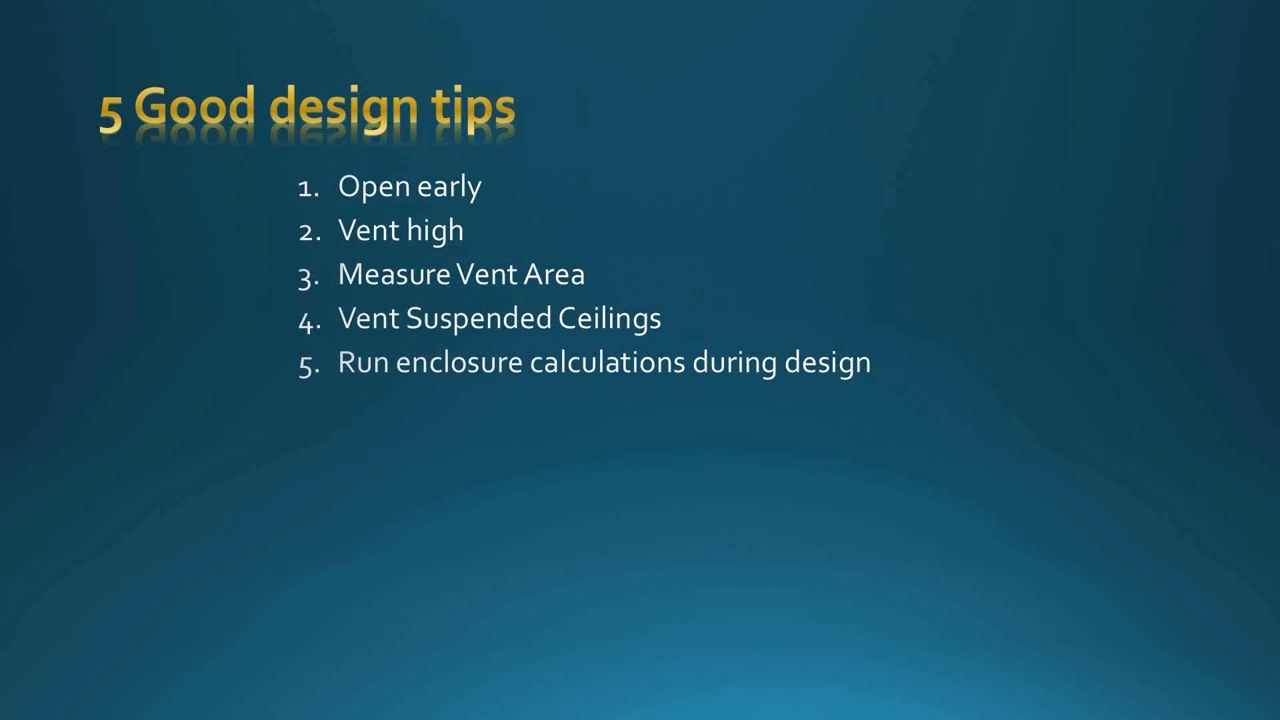 5 Good design tips
1. Open early
2. Vent high
3. Measure Vent Area
4. Vent Suspended Ceilings
5. Run enclosure calculations during design